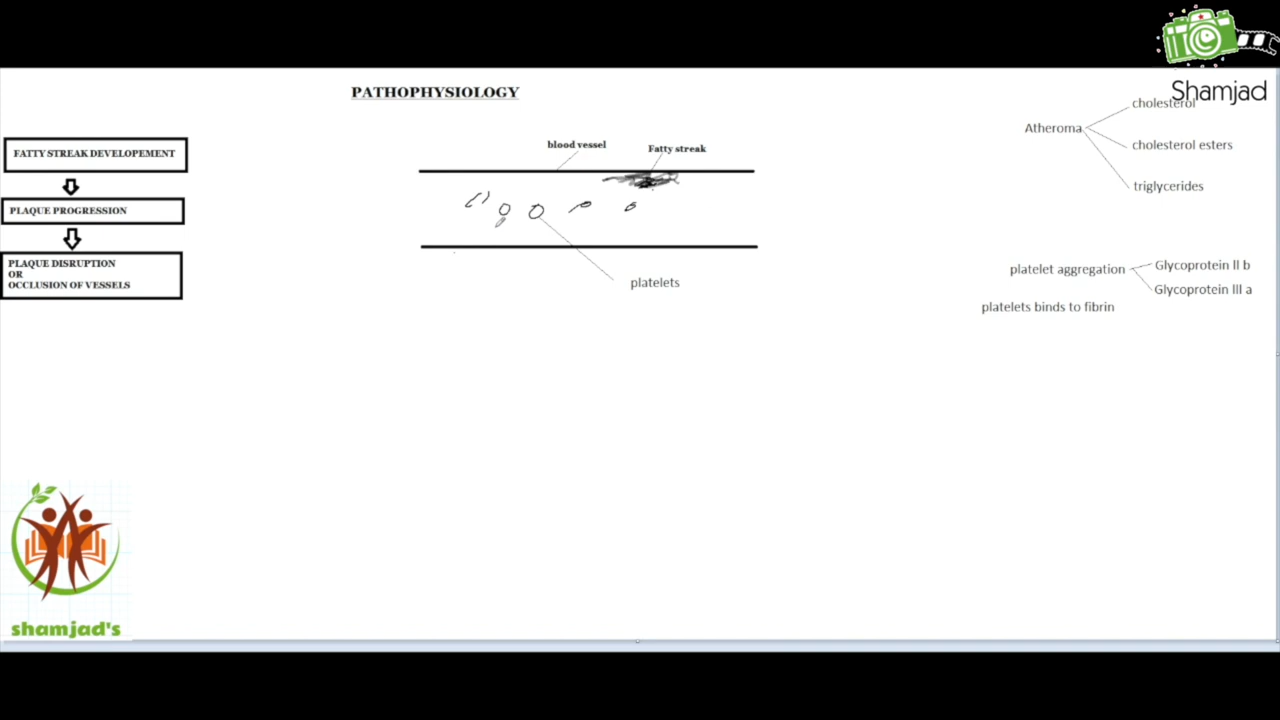 Shamjad
PATHOPHYSIOLOGY
FATTY STREAK DEVELOPEMENT
PLAQUE PROGRESSION
PLAQUE DISRUPTION
OR
OCCLUSION OF VESSELS
blood vessel
Fatty streak
platelets
Atheroma
cholesterol
cholesterol esters
triglycerides
platelet aggregation
Glycoprotein II b
Glycoprotein III a
platelets binds to fibrin
shamjad's